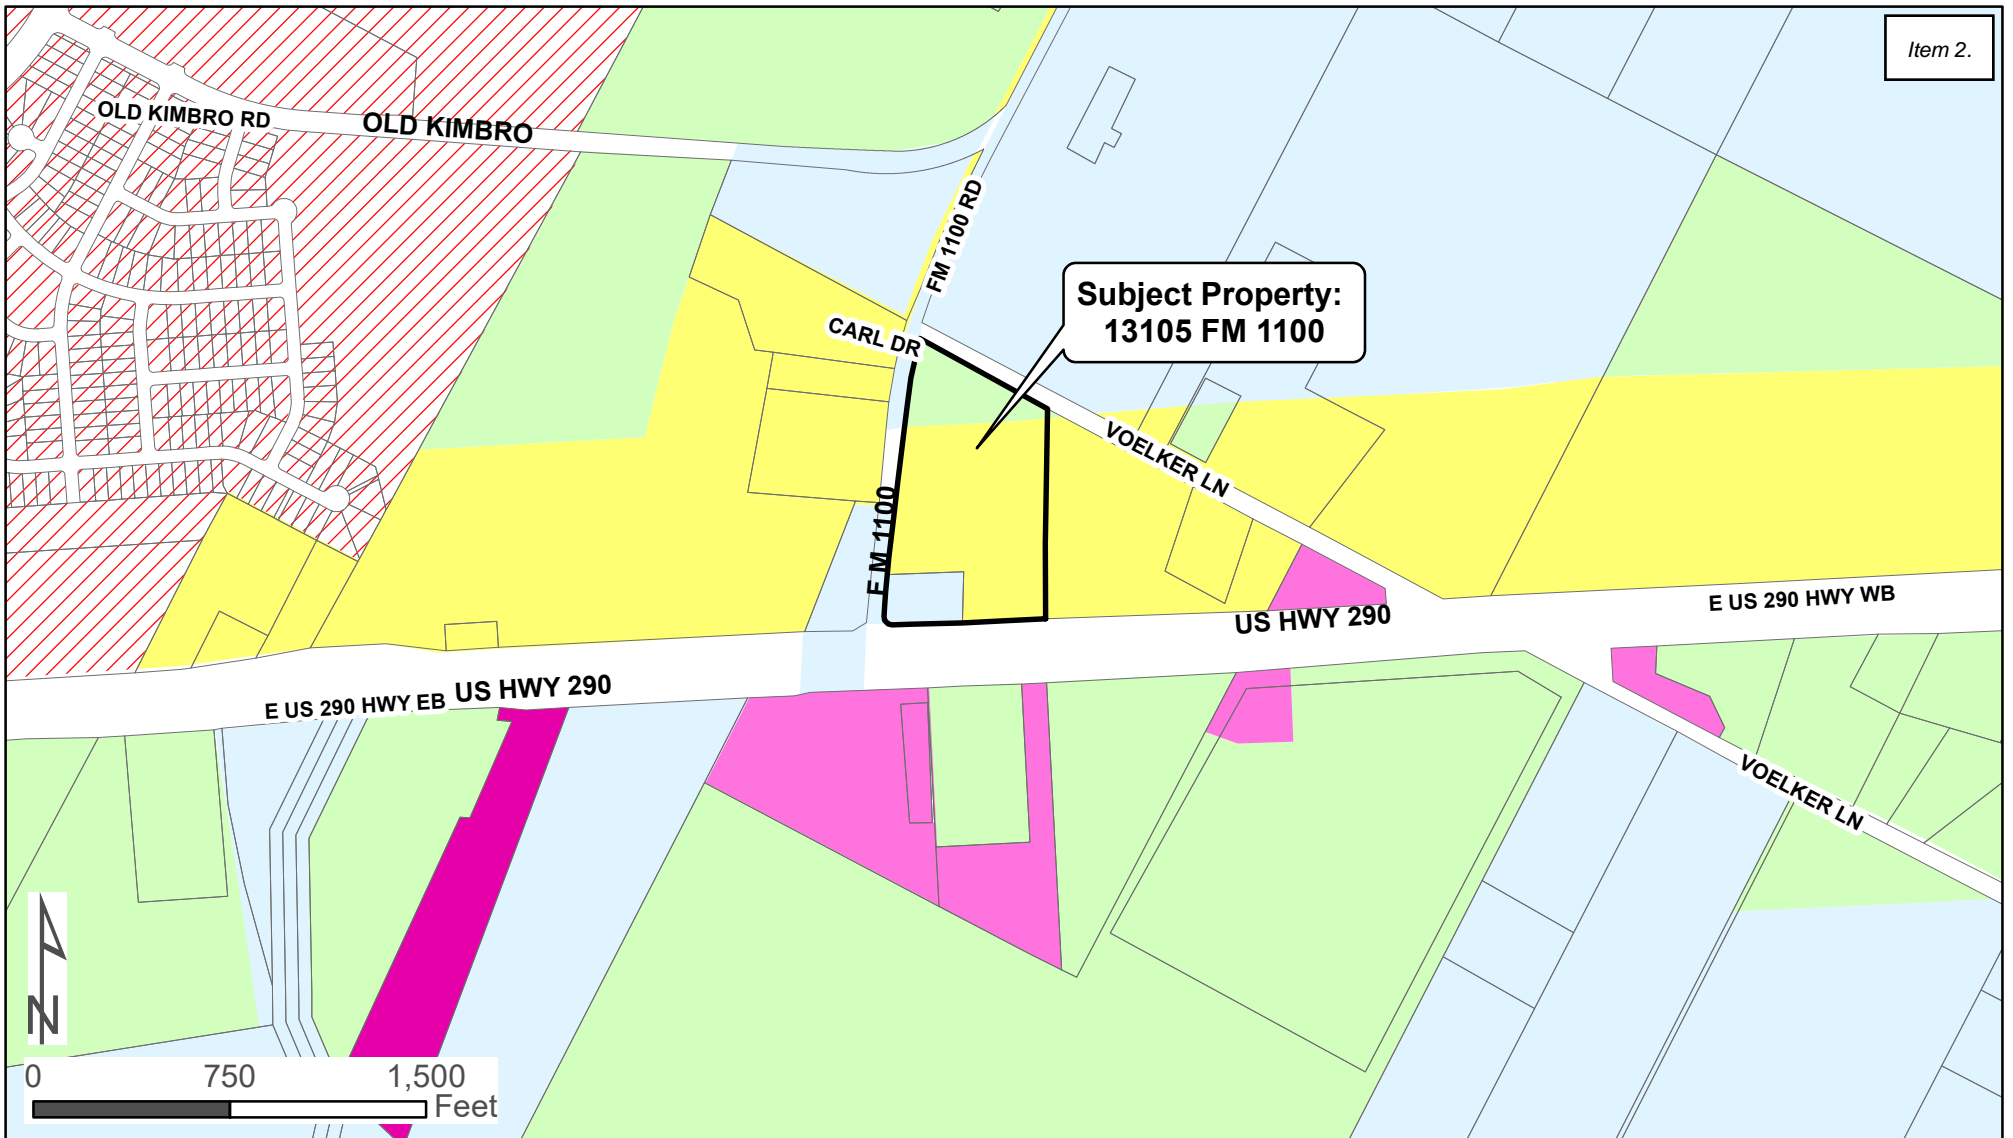 Item 2.
OLD KIMBRO RD
OLD KIMBRO
FM 1100 RD
Subject Property:
13105 FM 1100
CARL DR
VOELKER LN
F M 1100
E US 290 HWY WB
US HWY 290
E US 290 HWY EB
US HWY 290
VOELKER LN
N
0 750 1,500
Feet